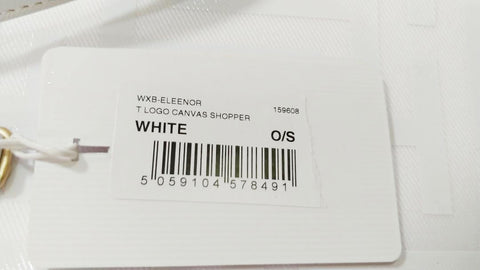 WXB-ELEENOR 159608
T LOGO CANVAS SHOPPER
WHITE O/S
5 059104 578491